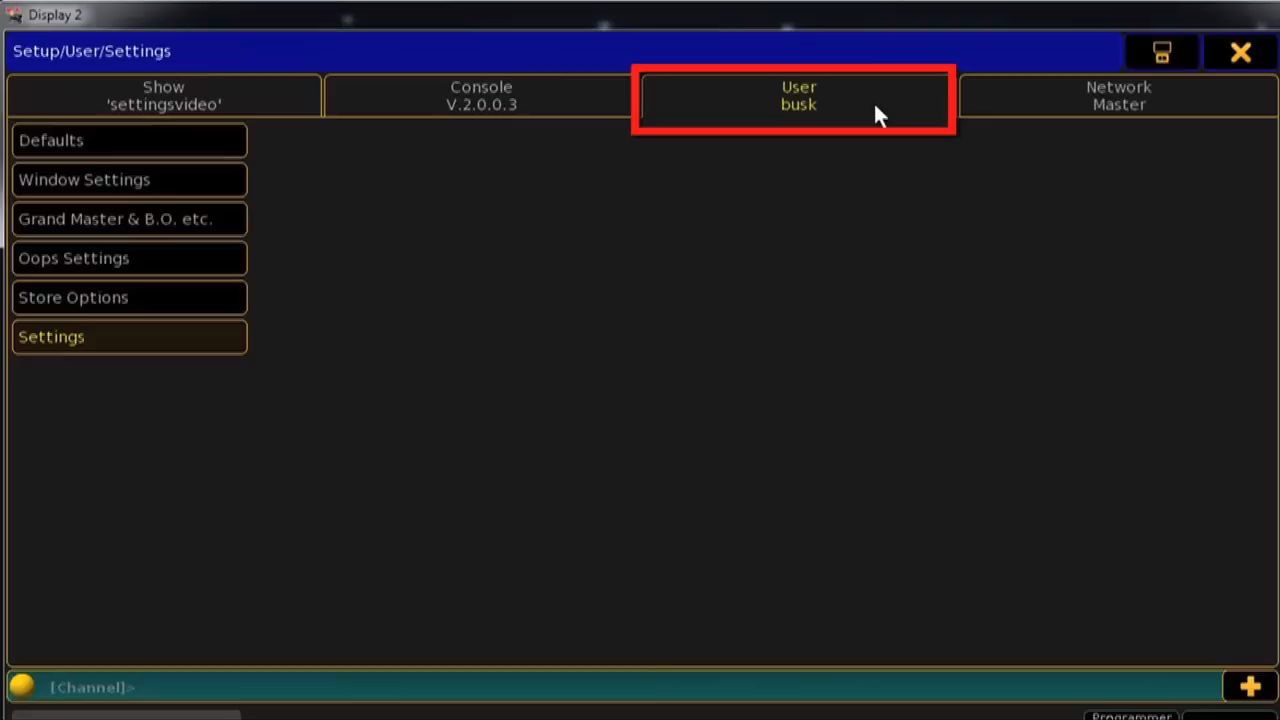 Display 2
Setup/User/Settings
Show
'settingsvideo'
Console
V.2.0.0.3
User
busk
Network
Master
Defaults
Window Settings
Grand Master & B.O. etc.
Oops Settings
Store Options
Settings
[Channel]>
Programmer